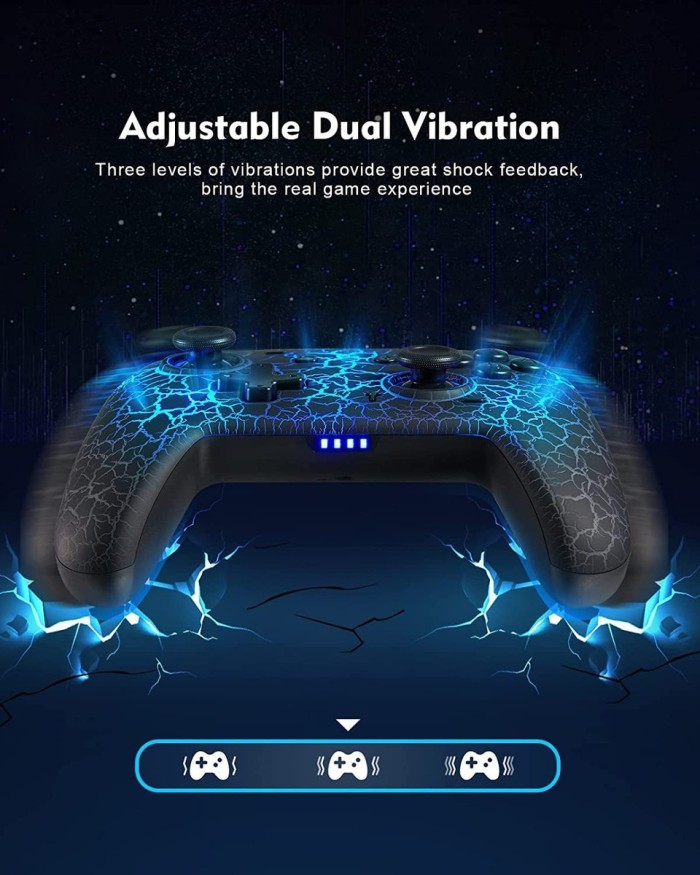 Adjustable Dual Vibration
Three levels of vibrations provide great shock feedback,
bring the real game experience